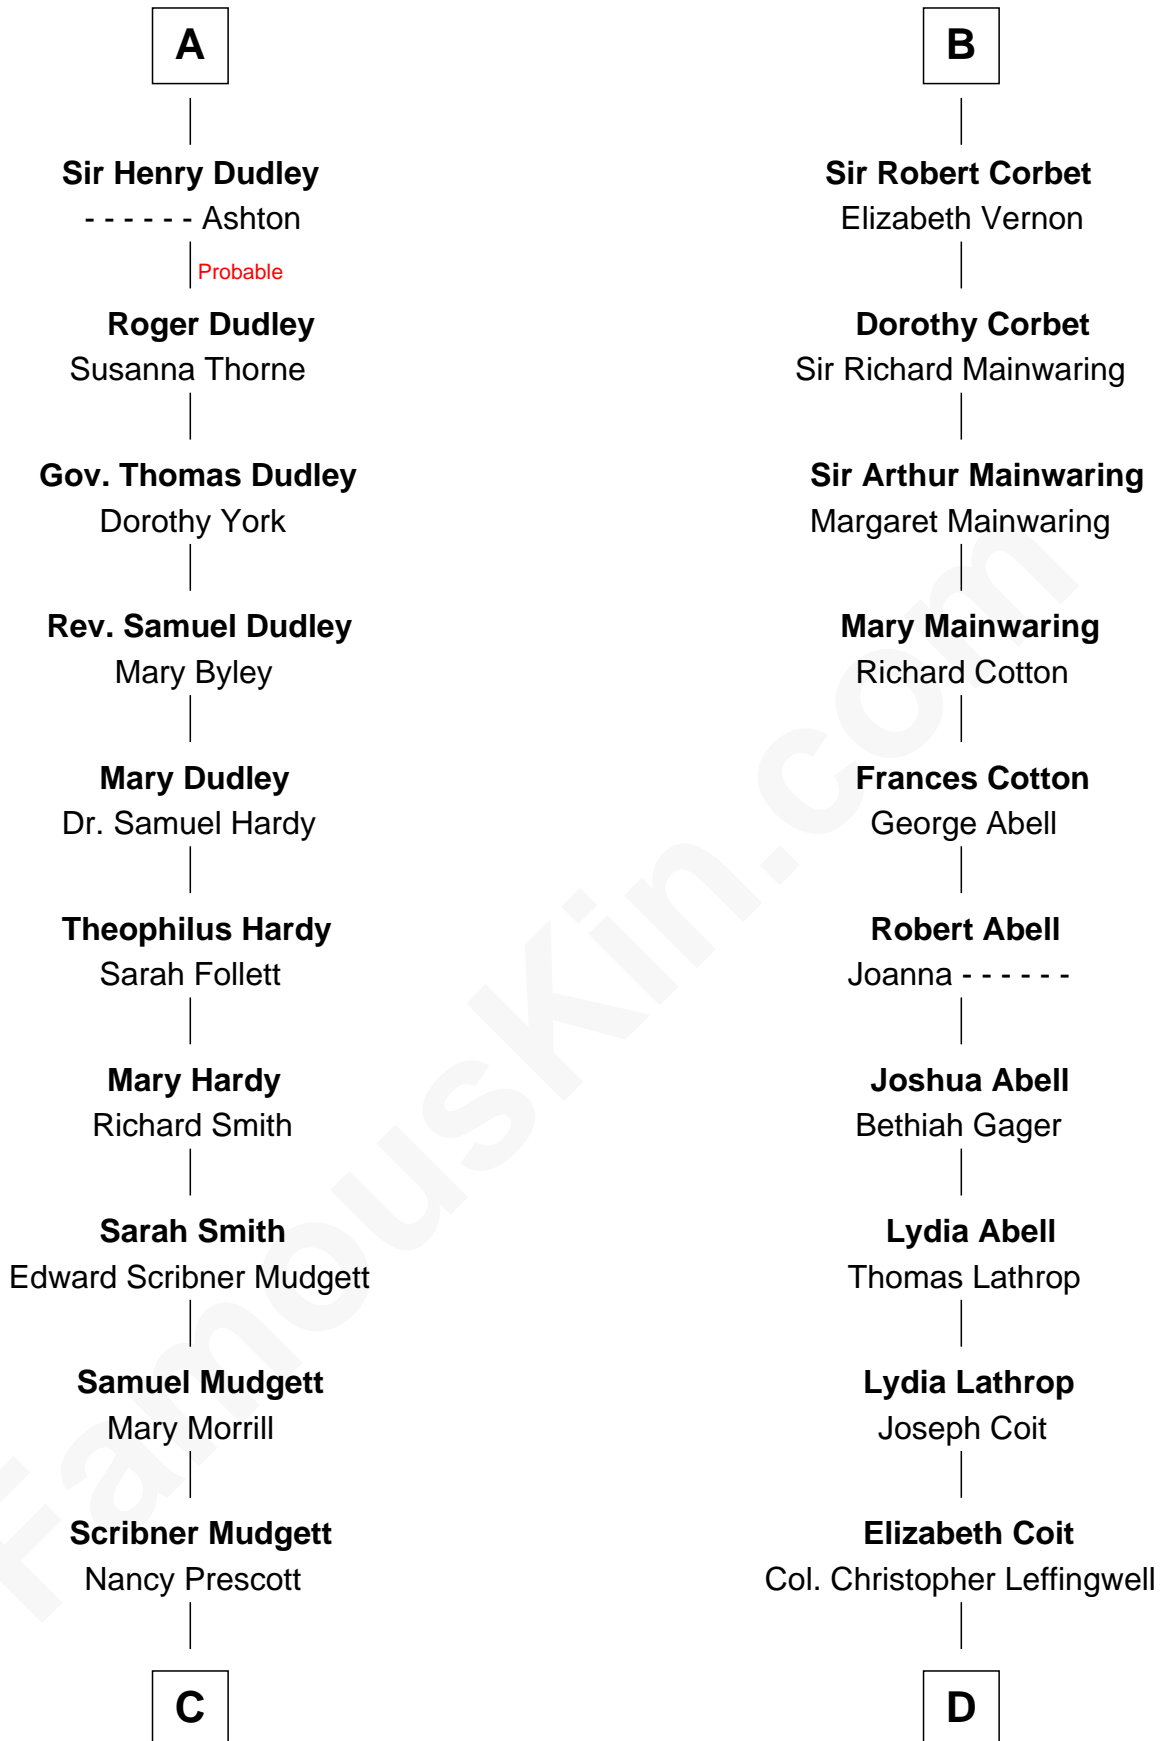 A
Sir Henry Dudley
- - - - - - Ashton
Probable
Roger Dudley
Susanna Thorne
Gov. Thomas Dudley
Dorothy York
Rev. Samuel Dudley
Mary Byley
Mary Dudley
Dr. Samuel Hardy
Theophilus Hardy
Sarah Follett
Mary Hardy
Richard Smith
Sarah Smith
Edward Scribner Mudgett
Samuel Mudgett
Mary Morrill
Scribner Mudgett
Nancy Prescott
C
B
Sir Robert Corbet
Elizabeth Vernon
Dorothy Corbet
Sir Richard Mainwaring
Sir Arthur Mainwaring
Margaret Mainwaring
Mary Mainwaring
Richard Cotton
Frances Cotton
George Abell
Robert Abell
Joanna - - - - - -
Joshua Abell
Bethiah Gager
Lydia Abell
Thomas Lathrop
Lydia Lathrop
Joseph Coit
Elizabeth Coit
Col. Christopher Leffingwell
D
FamousKin.com